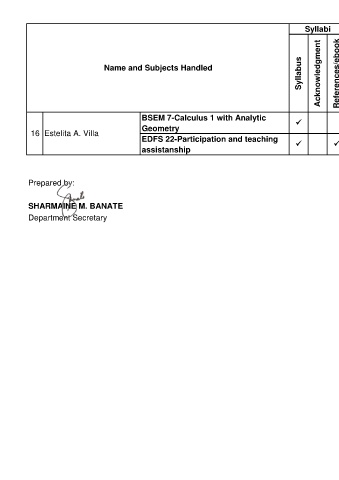 Syllabi
Name and Subjects Handled
Syllabus
Acknowledgment
References/ebook
16 Estelita A. Villa
BSEM 7-Calculus 1 with Analytic
Geometry
✓
EDFS 22-Participation and teaching
assistanship
✓ ✓
Prepared by:
SHARMAINE M. BANATE
Department Secretary